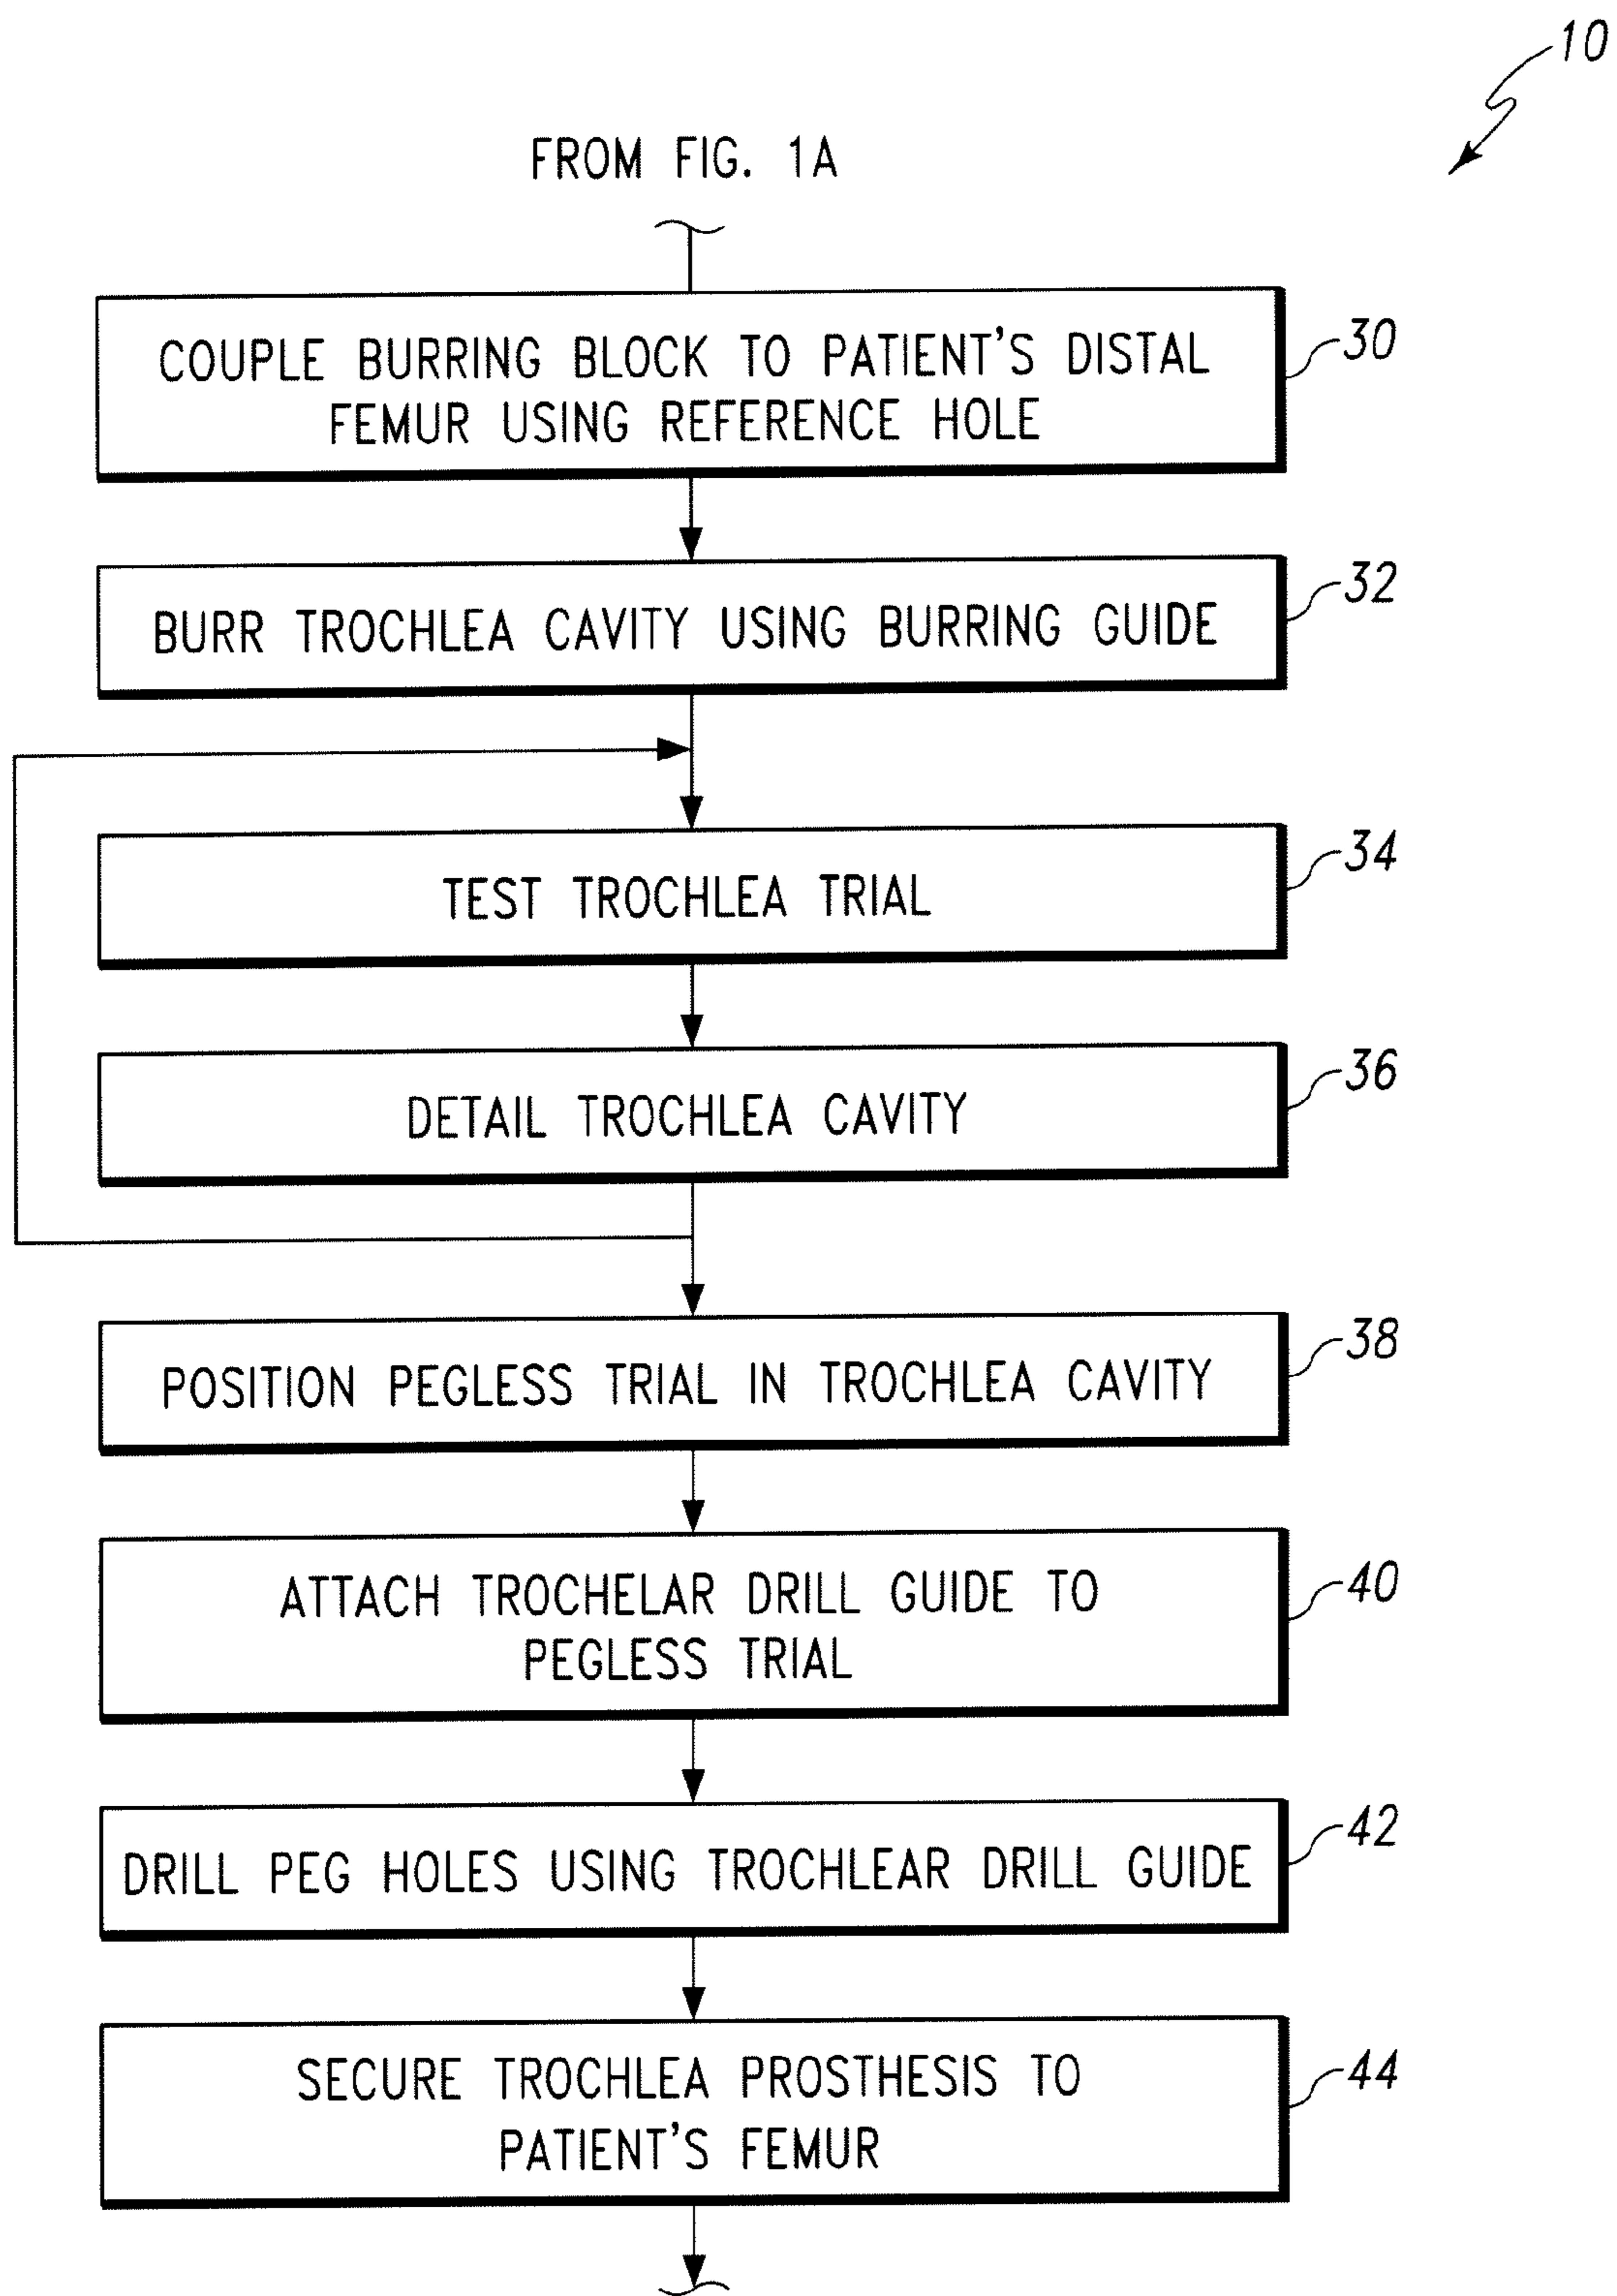 10
FROM FIG. 1A
COUPLE BURRING BLOCK TO PATIENT'S DISTAL
FEMUR USING REFERENCE HOLE
30
BURR TROCHLEA CAVITY USING BURRING GUIDE
32
TEST TROCHLEA TRIAL
34
DETAIL TROCHLEA CAVITY
36
POSITION PEGLESS TRIAL IN TROCHLEA CAVITY
38
ATTACH TROCHELAR DRILL GUIDE TO
PEGLESS TRIAL
40
DRILL PEG HOLES USING TROCHLEAR DRILL GUIDE
42
SECURE TROCHLEA PROSTHESIS TO
PATIENT'S FEMUR
44